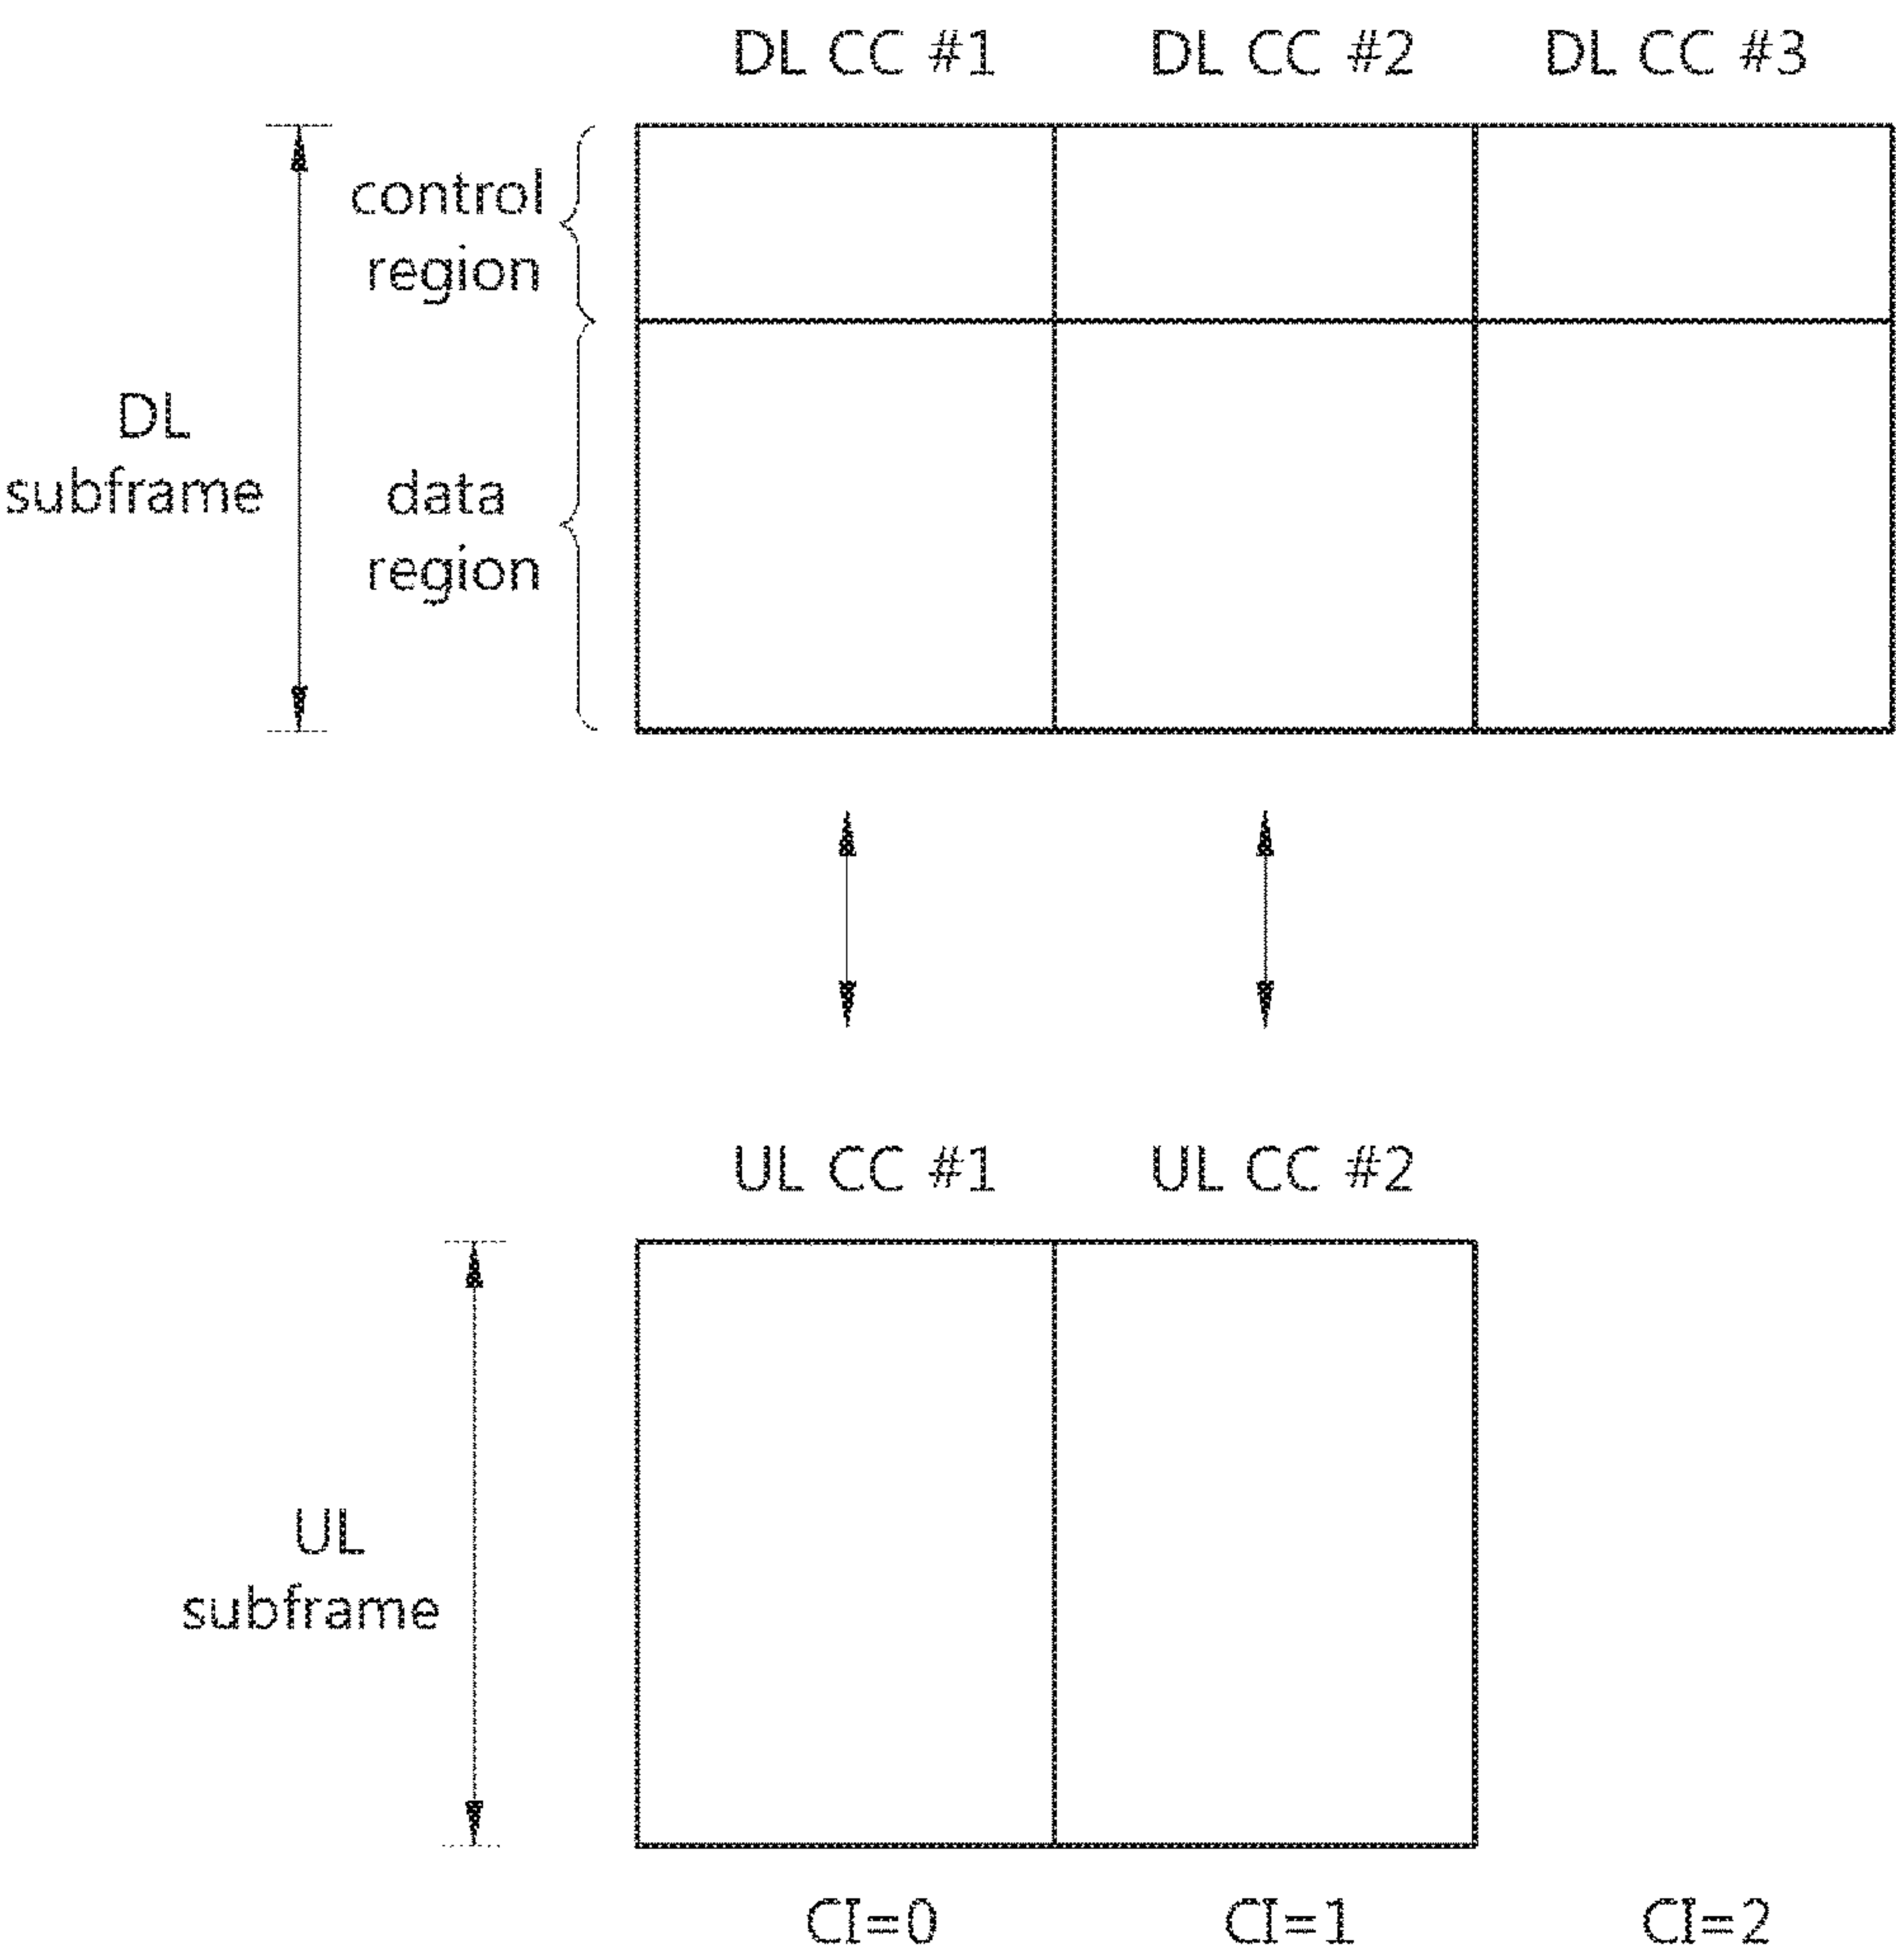 DL CC #1 DL CC #2 DL CC #3
control
region
DL
subframe
data
region
UL CC #1 UL CC #2
UL
subframe
CI=0 CI=1 CI=2